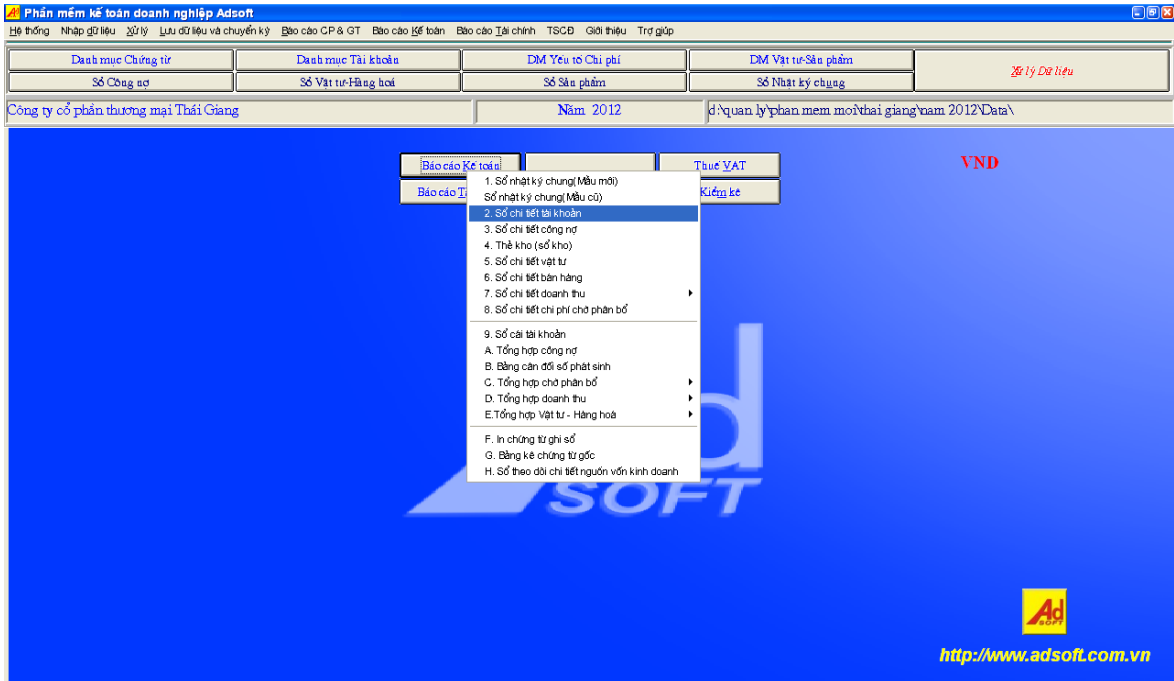 Phần mềm kế toán doanh nghiệp Adsoft
Hệ thống Nhập dữ liệu Xử lý Lưu dữ liệu và chuyển kỳ Báo cáo CP & GT Báo cáo Kế toán Báo cáo Tài chính TSCĐ Giới thiệu Trợ giúp
Danh mục Chứng từ Danh mục Tài khoản DM Yếu tố Chi phí DM Vật tư-Sản phẩm Xử lý Dữ liệu
Sổ Công nợ Sổ Vật tư-Hàng hoá Sổ Sản phẩm Sổ Nhật ký chung
Công ty cổ phần thương mại Thái Giang Năm 2012 d:\quan ly\phan mem moi\thai giang\nam 2012\Data\
Báo cáo Kế toán Thuế VAT VND
Báo cáo Kiểm kê
1. Sổ nhật ký chung(Mẫu mới)
Sổ nhật ký chung(Mẫu cũ)
2. Sổ chi tiết tài khoản
3. Sổ chi tiết công nợ
4. Thẻ kho (sổ kho)
5. Sổ chi tiết vật tư
6. Sổ chi tiết bán hàng
7. Sổ chi tiết doanh thu
8. Sổ chi tiết chi phí chờ phân bổ
9. Sổ cái tài khoản
A. Tổng hợp công nợ
B. Bảng cân đối số phát sinh
C. Tổng hợp chờ phân bổ
D. Tổng hợp doanh thu
E.Tổng hợp Vật tư - Hàng hoá
F. In chứng từ ghi sổ
G. Bảng kê chứng từ gốc
H. Sổ theo dõi chi tiết nguồn vốn kinh doanh
SOFT
Ad
SOFT
http://www.adsoft.com.vn